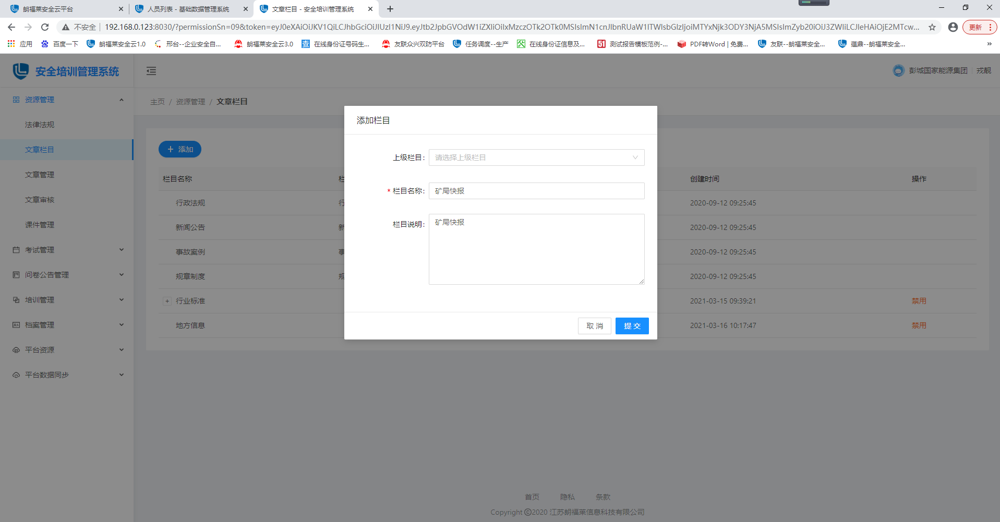 朗福莱安全云平台
人员列表 - 基础数据管理系统
文章栏目 - 安全培训管理系统
不安全
192.168.0.123:8030/?permissionSn=09&token=eyJ0eXAiOiJKV1QiLCJhbGciOiJIUzI1NiJ9.eyJtb2JpbGVOdW1iZXIiOiIxMzczOTk2OTk0MSIsImN1cnJlbnRUaW1lTWlsbGlzIjoiMTYxNjk3ODY3NjA5MSIsImZyb20iOiJ3ZWIiLCJleHAiOjE2MTcw...
更新
应用
百度一下
朗福莱安全云1.0
邢台--企业安全自...
朗福莱安全云3.0
查
在线身份证号码生...
友联众兴双防平台
任务调度--生产
在线身份证信息及...
51
测试报告模板范例-...
PDF转Word | 免费...
友联--朗福莱安全...
蕴鼎--朗福莱安全...
»
安全培训管理系统
彭城国家能源集团
戎靓
主页 / 资源管理 / 文章栏目
资源管理
法律法规
文章栏目
文章管理
文章审核
课件管理
考试管理
问卷公告管理
培训管理
档案管理
平台资源
平台数据同步
+ 添加
栏目名称
创建时间
操作
行政法规
行
2020-09-12 09:25:45
新闻公告
新
2020-09-12 09:25:45
事故案例
事
2020-09-12 09:25:45
规章制度
规
2020-09-12 09:25:45
+ 行业标准
2021-03-15 09:39:21
禁用
地方信息
2021-03-16 10:17:47
禁用
添加栏目
上级栏目:
请选择上级栏目
* 栏目名称:
矿局快报
栏目说明:
矿局快报
取 消
提 交
首页
隐私
条款
Copyright ©2020 江苏朗福莱信息科技有限公司